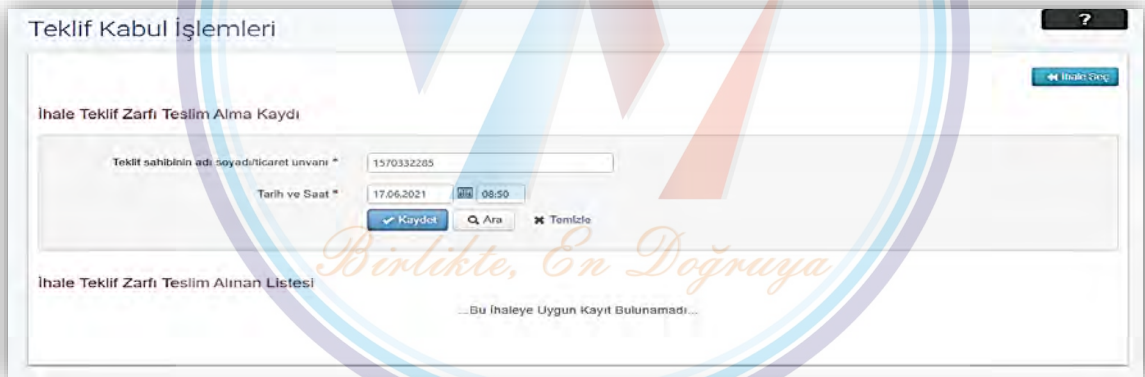 Teklif Kabul İşlemleri
?
İhale Seç
İhale Teklif Zarfı Teslim Alma Kaydı
Teklif sahibinin adı soyadı/ticaret unvanı * 1570332285
Tarih ve Saat * 17.06.2021 08:50
Kaydet Ara Temizle
Birlikte, En Doğruya
İhale Teklif Zarfı Teslim Alınan Listesi
...Bu İhaleye Uygun Kayıt Bulunamadı...